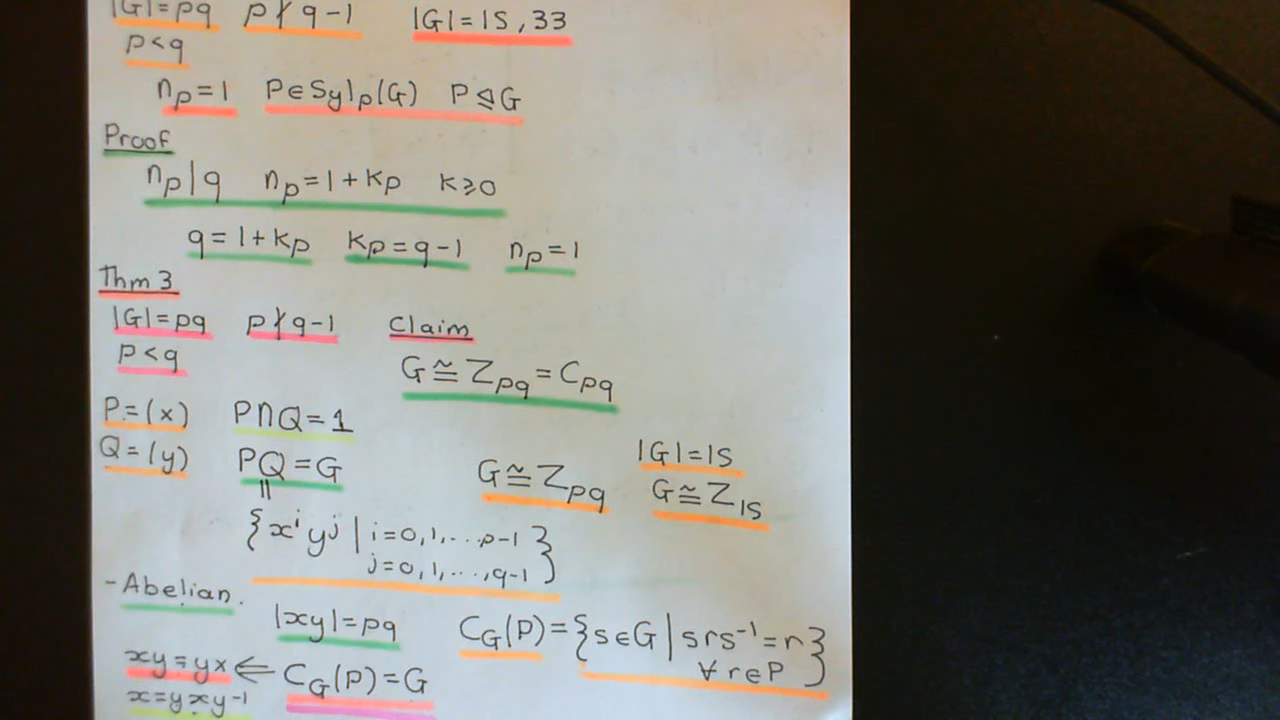 |G|=pq p∤q-1 |G|=15,33
p<q
n_p=1 P∈Syl_p(G) P⊴G
Proof
n_p|q n_p=1+kp k≥0
q=1+kp kp=q-1 n_p=1
Thm 3
|G|=pq p∤q-1 Claim
p<q
G≅Z_pq=C_pq
P=(x) P∩Q=1
Q=(y) PQ=G G≅Z_pq |G|=15
G≅Z_15
=
{x^i y^j | i=0,1,...p-1
j=0,1,...,q-1}
-Abelian.
|xy|=pq C_G(P)={s∈G|srs^-1=r
∀r∈P}
xy=yx ⇐ C_G(P)=G
x=yxy^-1